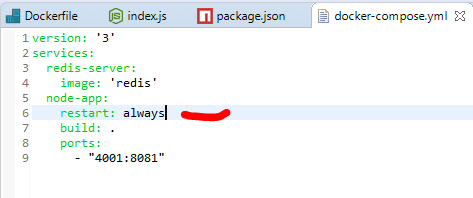 Dockerfile index.js package.json docker-compose.yml
1 version: '3'
2 services:
3   redis-server:
4     image: 'redis'
5   node-app:
6     restart: always
7     build: .
8     ports:
9       - "4001:8081"